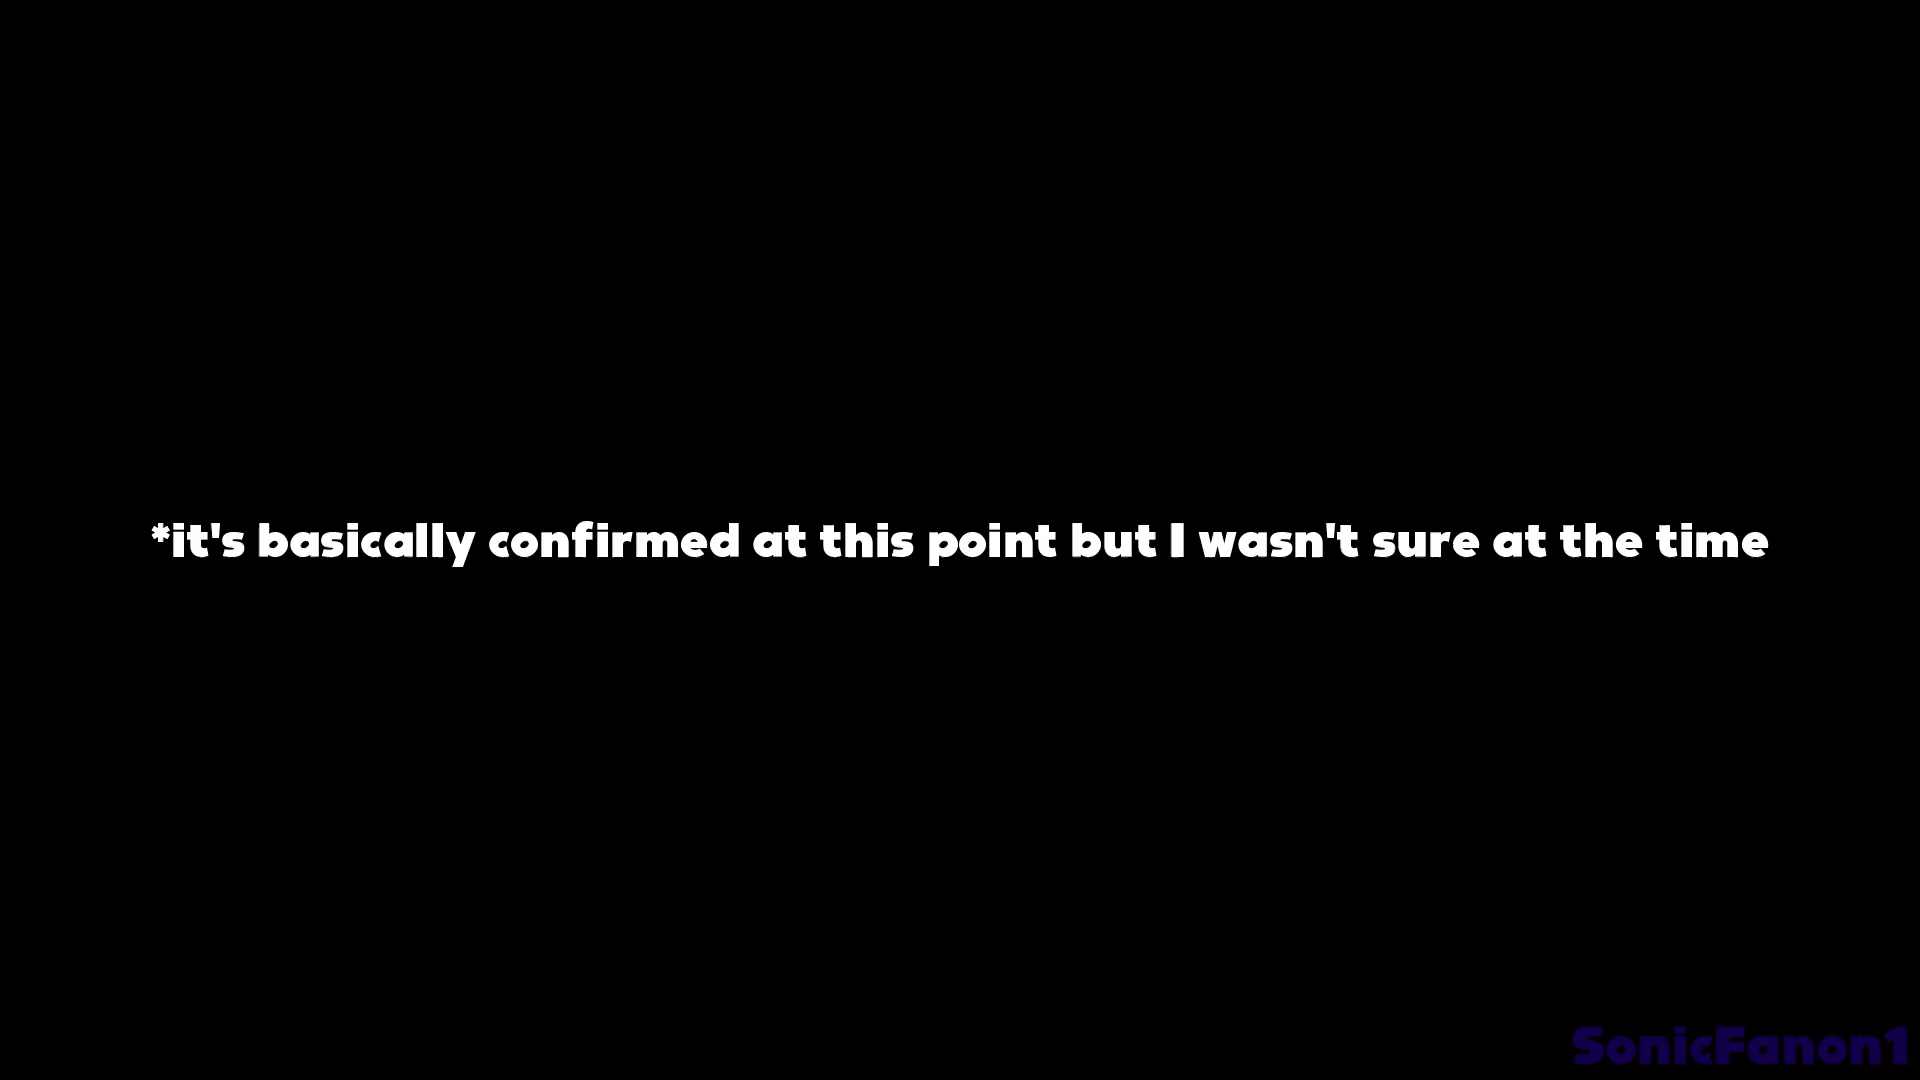 *it's basically confirmed at this point but I wasn't sure at the time
SonicFanon1